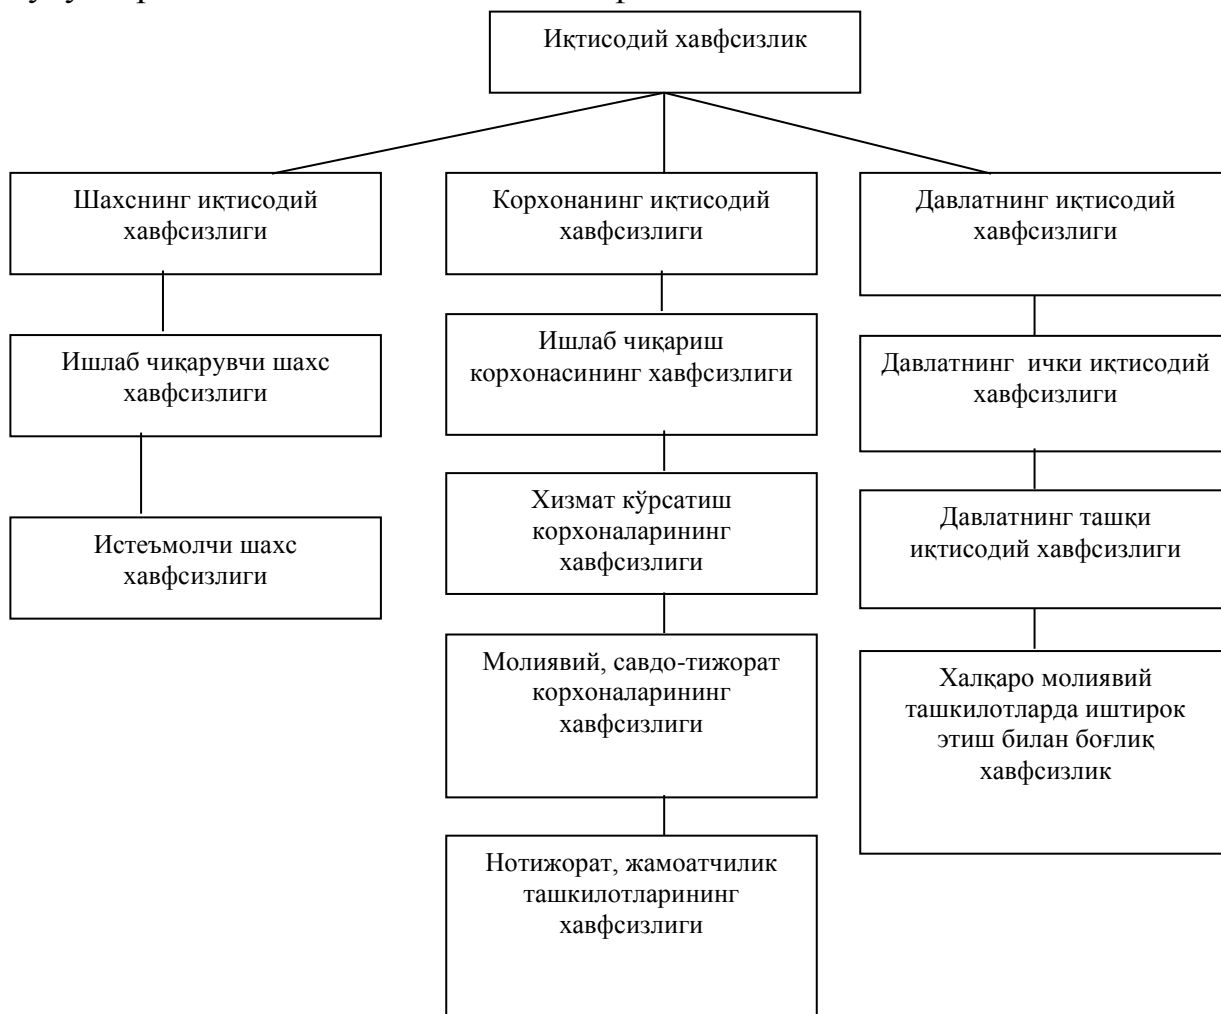 Иқтисодий хавфсизлик
Шахснинг иқтисодий
хавфсизлиги
Корхонанинг иқтисодий
хавфсизлиги
Давлатнинг иқтисодий
хавфсизлиги
Ишлаб чиқарувчи шахс
хавфсизлиги
Ишлаб чиқариш
корхонасининг хавфсизлиги
Давлатнинг ички иқтисодий
хавфсизлиги
Истеъмолчи шахс
хавфсизлиги
Хизмат кўрсатиш
корхоналарининг
хавфсизлиги
Давлатнинг ташқи
иқтисодий хавфсизлиги
Молиявий, савдо-тижорат
корхоналарининг
хавфсизлиги
Халқаро молиявий
ташкилотларда иштирок
этиш билан боғлиқ
хавфсизлик
Нотижорат, жамоатчилик
ташкилотларининг
хавфсизлиги